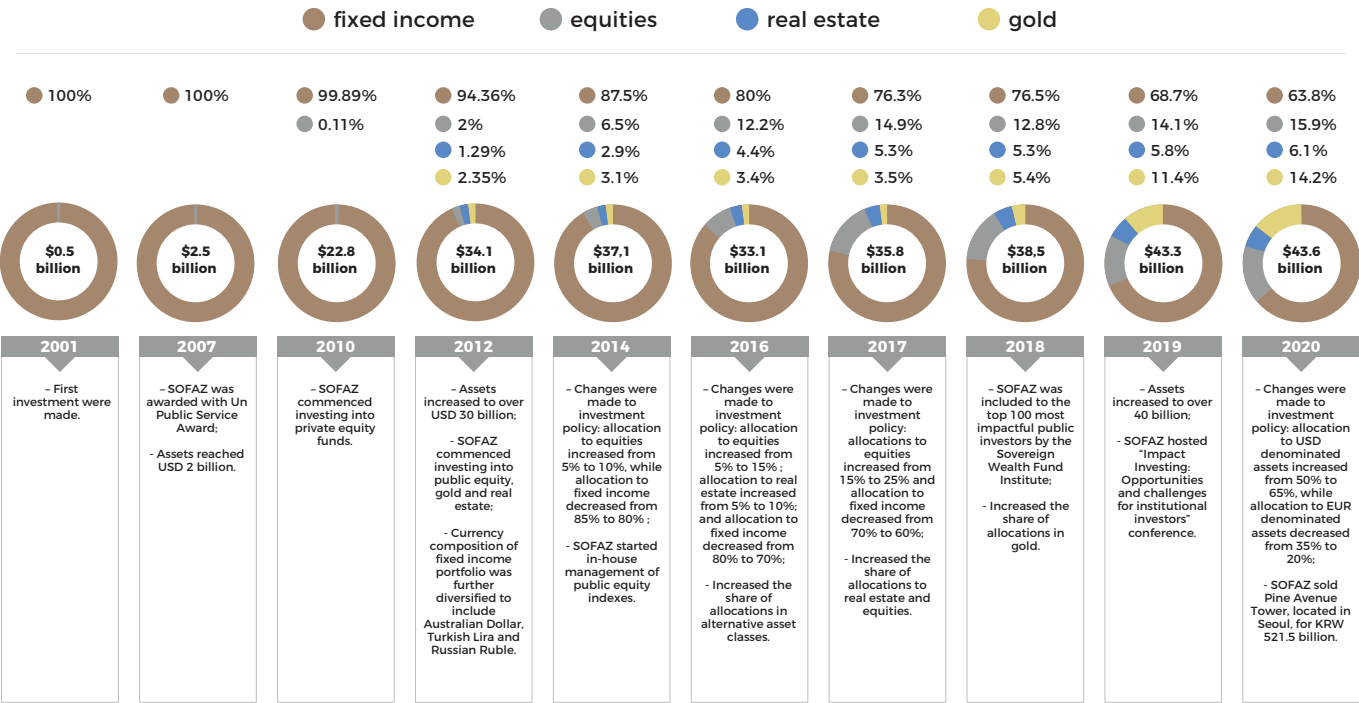 fixed income
equities
real estate
gold
100%
100%
99.89%
0.11%
94.36%
2%
1.29%
2.35%
87.5%
6.5%
2.9%
3.1%
80%
12.2%
4.4%
3.4%
76.3%
14.9%
5.3%
3.5%
76.5%
12.8%
5.3%
5.4%
68.7%
14.1%
5.8%
11.4%
63.8%
15.9%
6.1%
14.2%
$0.5
billion
$2.5
billion
$22.8
billion
$34.1
billion
$37,1
billion
$33.1
billion
$35.8
billion
$38,5
billion
$43.3
billion
$43.6
billion
2001
– First
investment were
made.
2007
– SOFAZ was
awarded with Un
Public Service
Award;
- Assets reached
USD 2 billion.
2010
– SOFAZ
commenced
investing into
private equity
funds.
2012
– Assets
increased to over
USD 30 billion;
- SOFAZ
commenced
investing into
public equity,
gold and real
estate;
- Currency
composition of
fixed income
portfolio was
further
diversified to
include
Australian Dollar,
Turkish Lira and
Russian Ruble.
2014
– Changes were
made to
investment
policy: allocation
to equities
increased from
5% to 10%, while
allocation to
fixed income
decreased from
85% to 80% ;
- SOFAZ started
in-house
management of
public equity
indexes.
2016
– Changes were
made to
investment
policy: allocation
to equities
increased from
5% to 15% ;
allocation to real
estate increased
from 5% to 10%;
and allocation to
fixed income
decreased from
80% to 70%;
- Increased the
share of
allocations in
alternative asset
classes.
2017
– Changes were
made to
investment
policy:
allocations to
equities
increased from
15% to 25% and
allocation to
fixed income
decreased from
70% to 60%;
- Increased the
share of
allocations to
real estate and
equities.
2018
– SOFAZ was
included to the
top 100 most
impactful public
investors by the
Sovereign
Wealth Fund
Institute;
- Increased the
share of
allocations in
gold.
2019
– Assets
increased to over
40 billion;
- SOFAZ hosted
“Impact
Investing:
Opportunities
and challenges
for institutional
investors”
conference.
2020
– Changes were
made to
investment
policy: allocation
to USD
denominated
assets increased
from 50% to
65%, while
allocation to EUR
denominated
assets decreased
from 35% to
20%;
- SOFAZ sold
Pine Avenue
Tower, located in
Seoul, for KRW
521.5 billion.